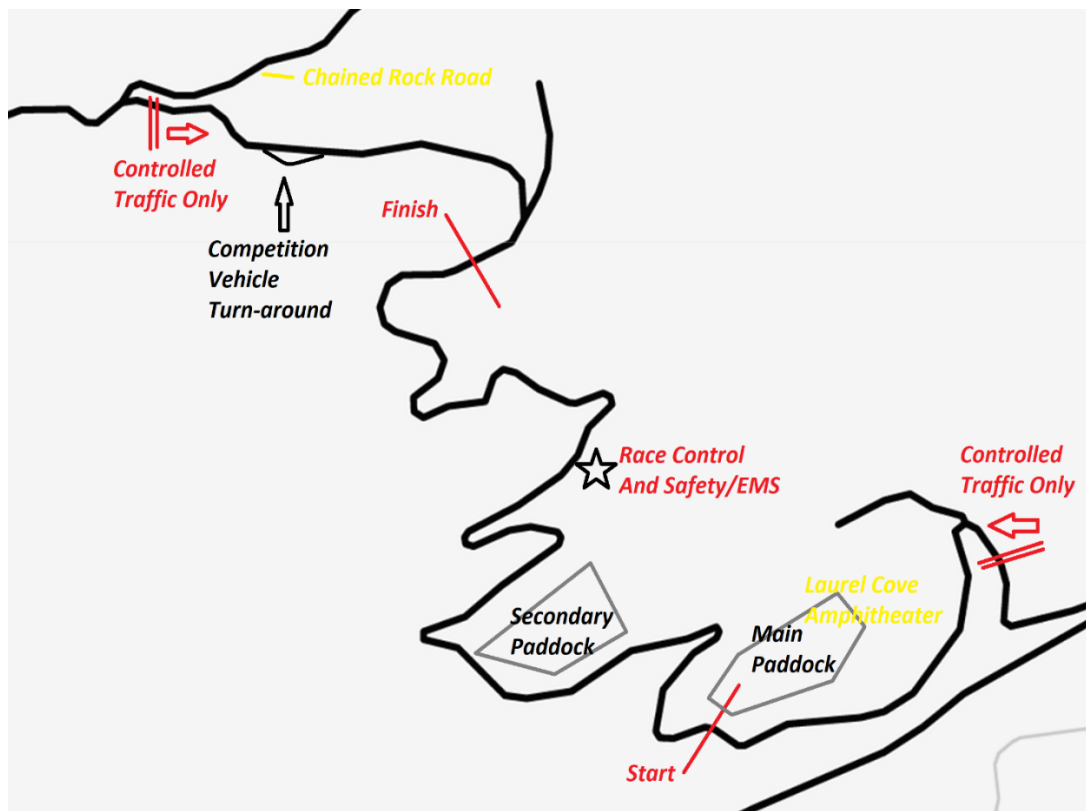 Chained Rock Road
Controlled
Traffic Only
Finish
Competition
Vehicle
Turn-around
Race Control
And Safety/EMS
Controlled
Traffic Only
Laurel Cove
Amphitheater
Secondary
Paddock
Main
Paddock
Start